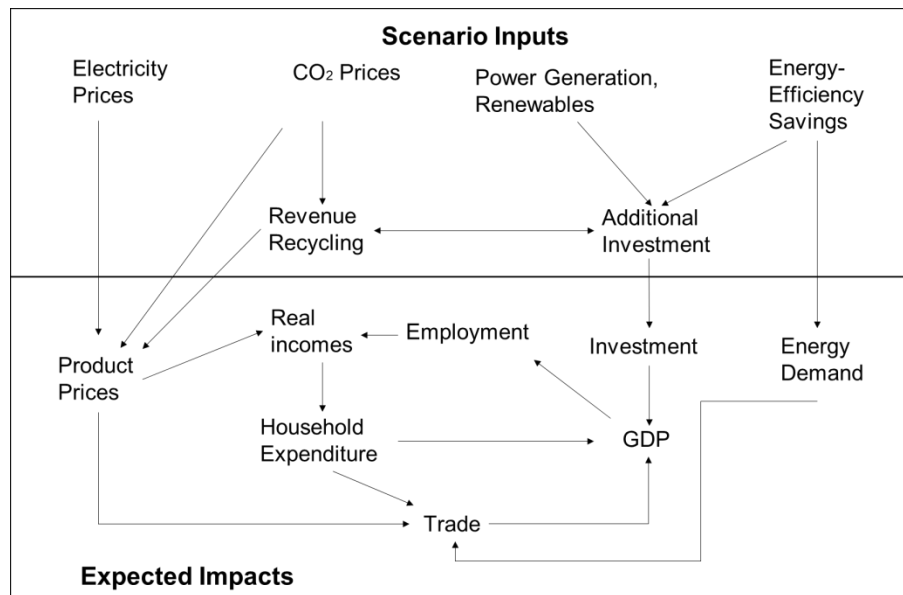 Scenario Inputs
Electricity
Prices
CO₂ Prices
Power Generation,
Renewables
Energy-
Efficiency
Savings
Revenue
Recycling
Additional
Investment
Real
incomes
Employment
Investment
Energy
Demand
Product
Prices
Household
Expenditure
GDP
Trade
Expected Impacts